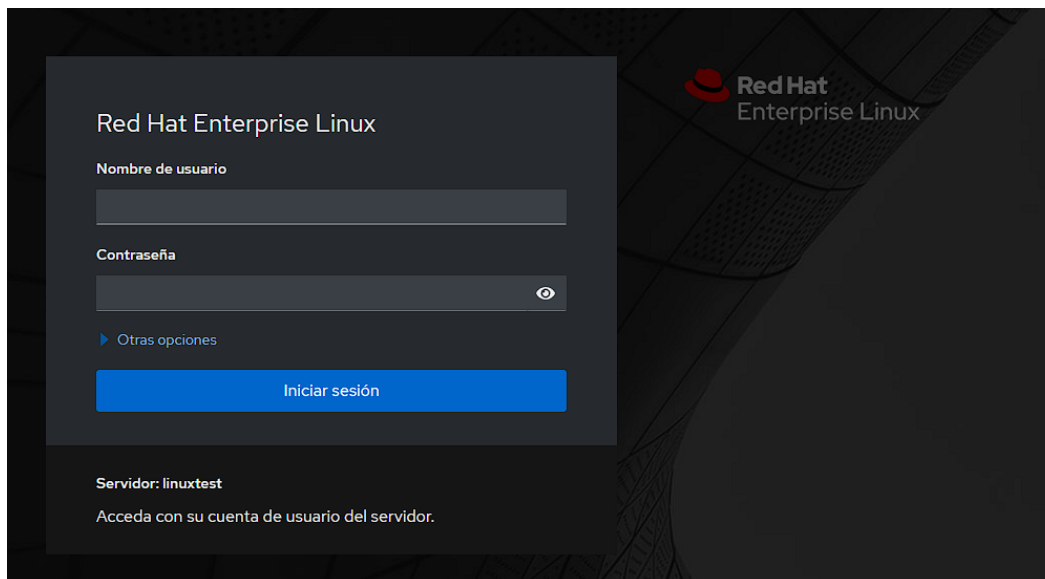 Red Hat Enterprise Linux
Nombre de usuario
Contraseña
Otras opciones
Iniciar sesión
Servidor: linuxtest
Acceda con su cuenta de usuario del servidor.
Red Hat
Enterprise Linux